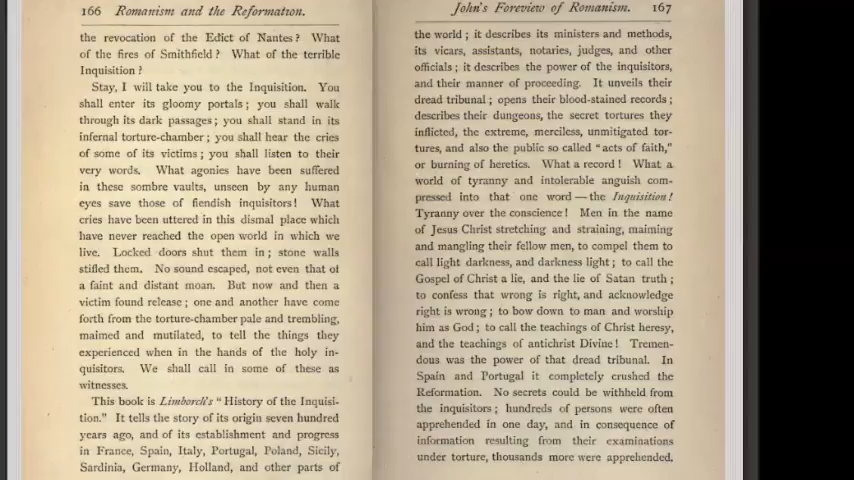 166 Romanism and the Reformation.
the revocation of the Edict of Nantes? What
of the fires of Smithfield? What of the terrible
Inquisition?
Stay, I will take you to the Inquisition. You
shall enter its gloomy portals; you shall walk
through its dark passages; you shall stand in its
infernal torture-chamber; you shall hear the cries
of some of its victims; you shall listen to their
very words. What agonies have been suffered
in these sombre vaults, unseen by any human
eyes save those of fiendish inquisitors! What
cries have been uttered in this dismal place which
have never reached the open world in which we
live. Locked doors shut them in; stone walls
stifled them. No sound escaped, not even that of
a faint and distant moan. But now and then a
victim found release; one and another have come
forth from the torture-chamber pale and trembling,
maimed and mutilated, to tell the things they
experienced when in the hands of the holy in-
quisitors. We shall call in some of these as
witnesses.
This book is Limborch's "History of the Inquisi-
tion." It tells the story of its origin seven hundred
years ago, and of its establishment and progress
in France, Spain, Italy, Portugal, Poland, Sicily,
Sardinia, Germany, Holland, and other parts of
John's Foreview of Romanism. 167
the world; it describes its ministers and methods,
its vicars, assistants, notaries, judges, and other
officials; it describes the power of the inquisitors,
and their manner of proceeding. It unveils their
dread tribunal; opens their blood-stained records;
describes their dungeons, the secret tortures they
inflicted, the extreme, merciless, unmitigated tor-
tures, and also the public so called "acts of faith,"
or burning of heretics. What a record! What a
world of tyranny and intolerable anguish com-
pressed into that one word—the Inquisition!
Tyranny over the conscience! Men in the name
of Jesus Christ stretching and straining, maiming
and mangling their fellow men, to compel them to
call light darkness, and darkness light; to call the
Gospel of Christ a lie, and the lie of Satan truth;
to confess that wrong is right, and acknowledge
right is wrong; to bow down to man and worship
him as God; to call the teachings of Christ heresy,
and the teachings of antichrist Divine! Tremen-
dous was the power of that dread tribunal. In
Spain and Portugal it completely crushed the
Reformation. No secrets could be withheld from
the inquisitors; hundreds of persons were often
apprehended in one day, and in consequence of
information resulting from their examinations
under torture, thousands more were apprehended.